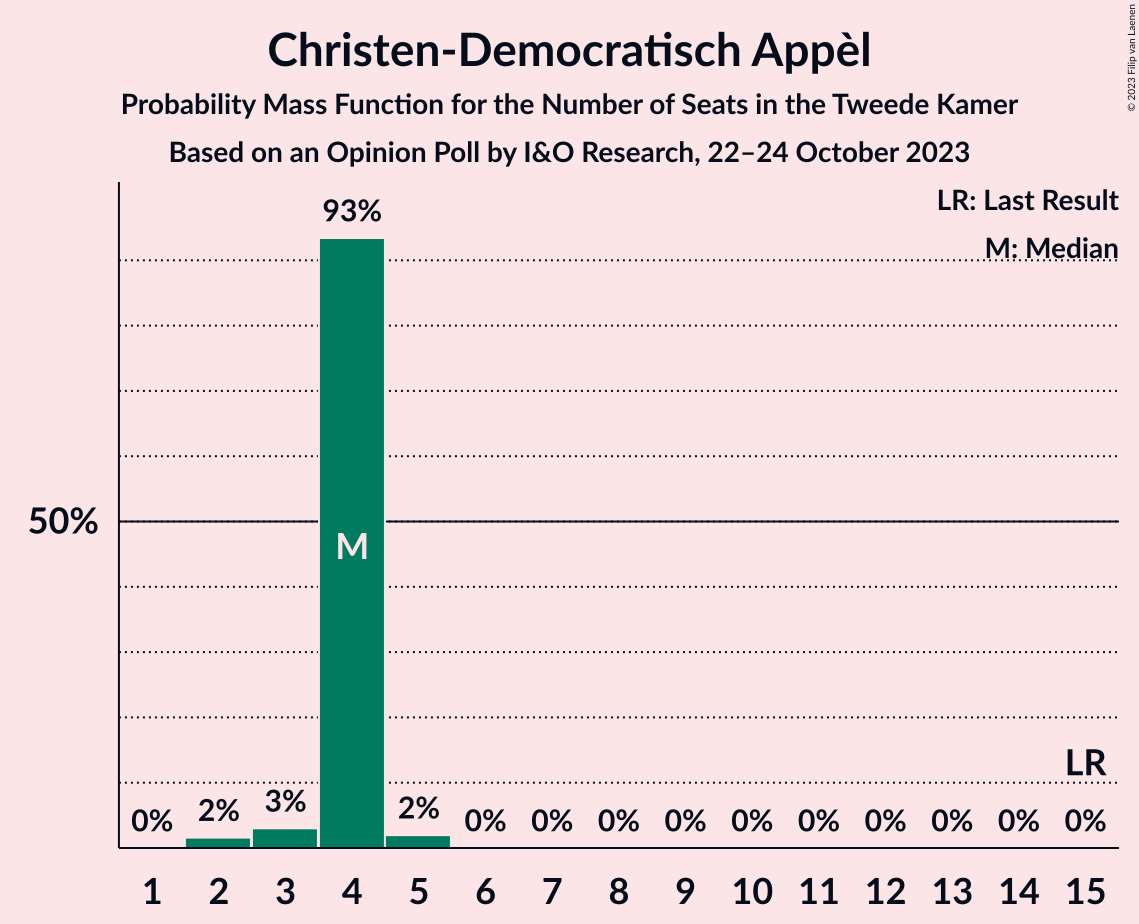 Christen-Democratisch Appèl
Probability Mass Function for the Number of Seats in the Tweede Kamer
Based on an Opinion Poll by I&O Research, 22–24 October 2023
© 2023 Filip van Laenen
LR: Last Result
M: Median
93%
50%
M
LR
0% 2% 3% 2% 0% 0% 0% 0% 0% 0% 0% 0% 0% 0%
1 2 3 4 5 6 7 8 9 10 11 12 13 14 15